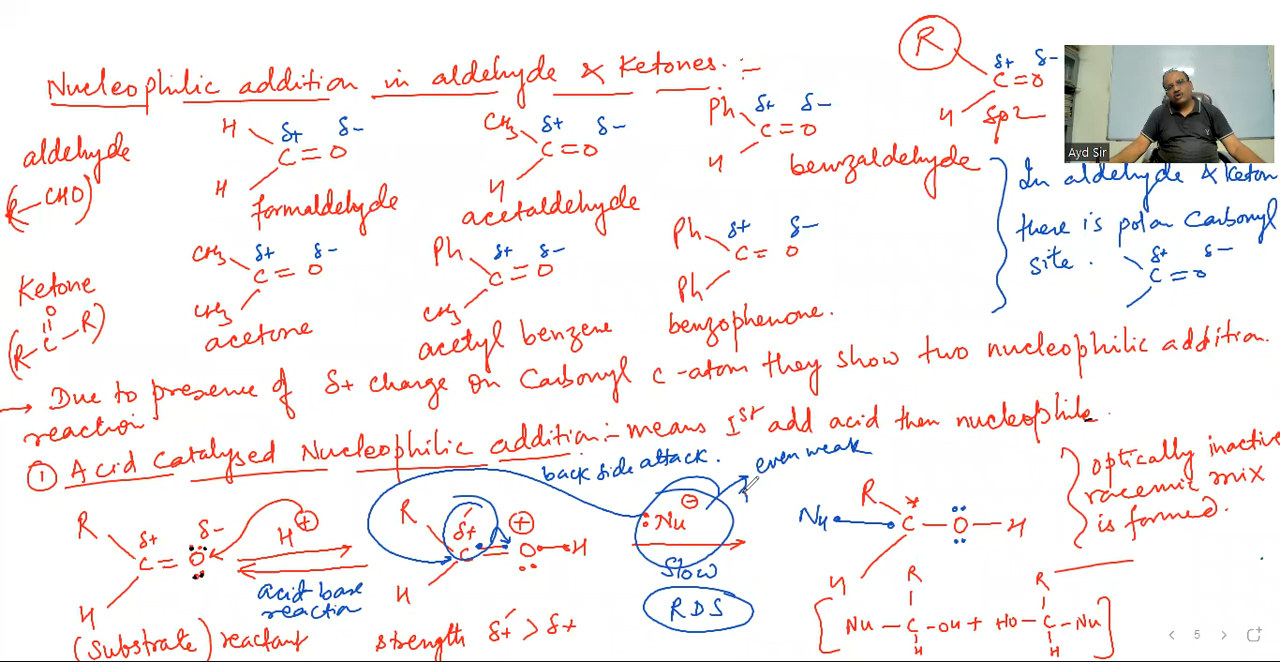 Nucleophilic addition in aldehyde & Ketones. :-
aldehyde
(R-CHO)
H
H
δ+ δ-
C=O
formaldehyde
CH3
H
δ+ δ-
C=O
acetaldehyde
Ph
H
δ+ δ-
C=O
benzaldehyde
R
H
δ+ δ-
C=O
sp2
Ayd Sir
In aldehyde & Keton
there is polar Carbonyl
site.
δ+ δ-
C=O
Ketone
O
(R-C-R)
CH3
CH3
δ+ δ-
C=O
acetone
Ph
CH3
δ+ δ-
C=O
acetyl benzene
Ph
Ph
δ+ δ-
C=O
benzophenone.
→ Due to presence of δ+ charge on Carbonyl C-atom they show two nucleophilic addition.
reaction
① Acid Catalysed Nucleophilic addition:- means Ist add acid then nucleophile.
back side attack.
even weak
R
H
δ+ δ-
C=O
H⊕
acid base
reaction
(Substrate) reactant
R
H
δ+́
⊕
C=O-H
strength δ+́ > δ+
:Nu⊖
Slow
RDS
R
Nu
H
*
C-O-H
optically inactive
racemic mix
is formed.
R
Nu-C-OH
H
+
R
HO-C-Nu
H
< 5 >